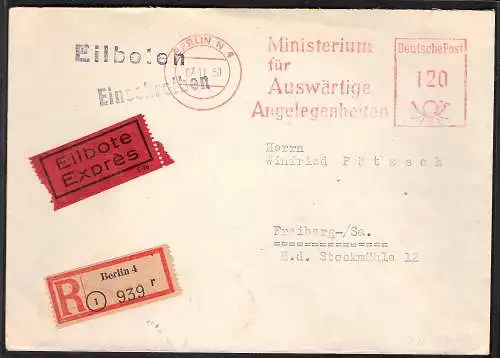 Eilboten
Einschreiben
BERLIN N 4
Ministerium
für
Auswärtige
Angelegenheiten
Deutsche Post
120
Eilbote
Exprès
Herrn
Winfried Pötzsch
Freiberg-/Sa.
H.d. Stockmühle 12
R
Berlin 4
1
939 r